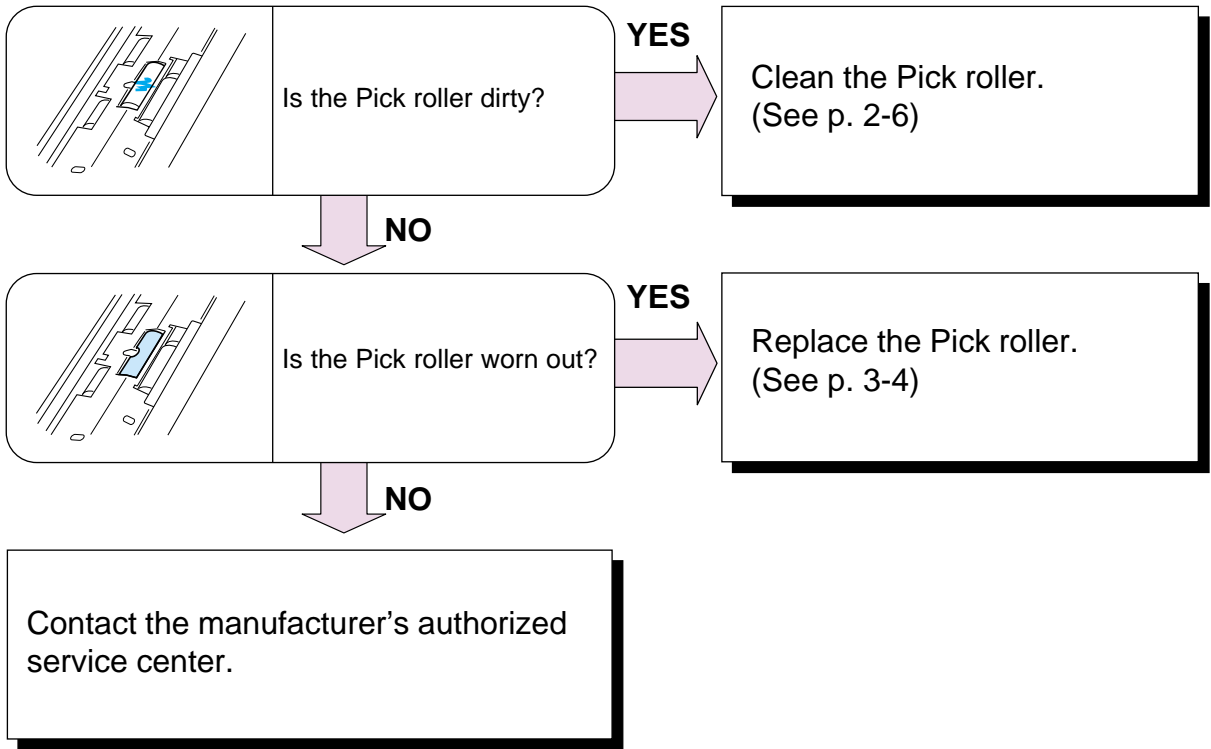 YES
Is the Pick roller dirty?
Clean the Pick roller.
(See p. 2-6)
NO
YES
Is the Pick roller worn out?
Replace the Pick roller.
(See p. 3-4)
NO
Contact the manufacturer’s authorized
service center.